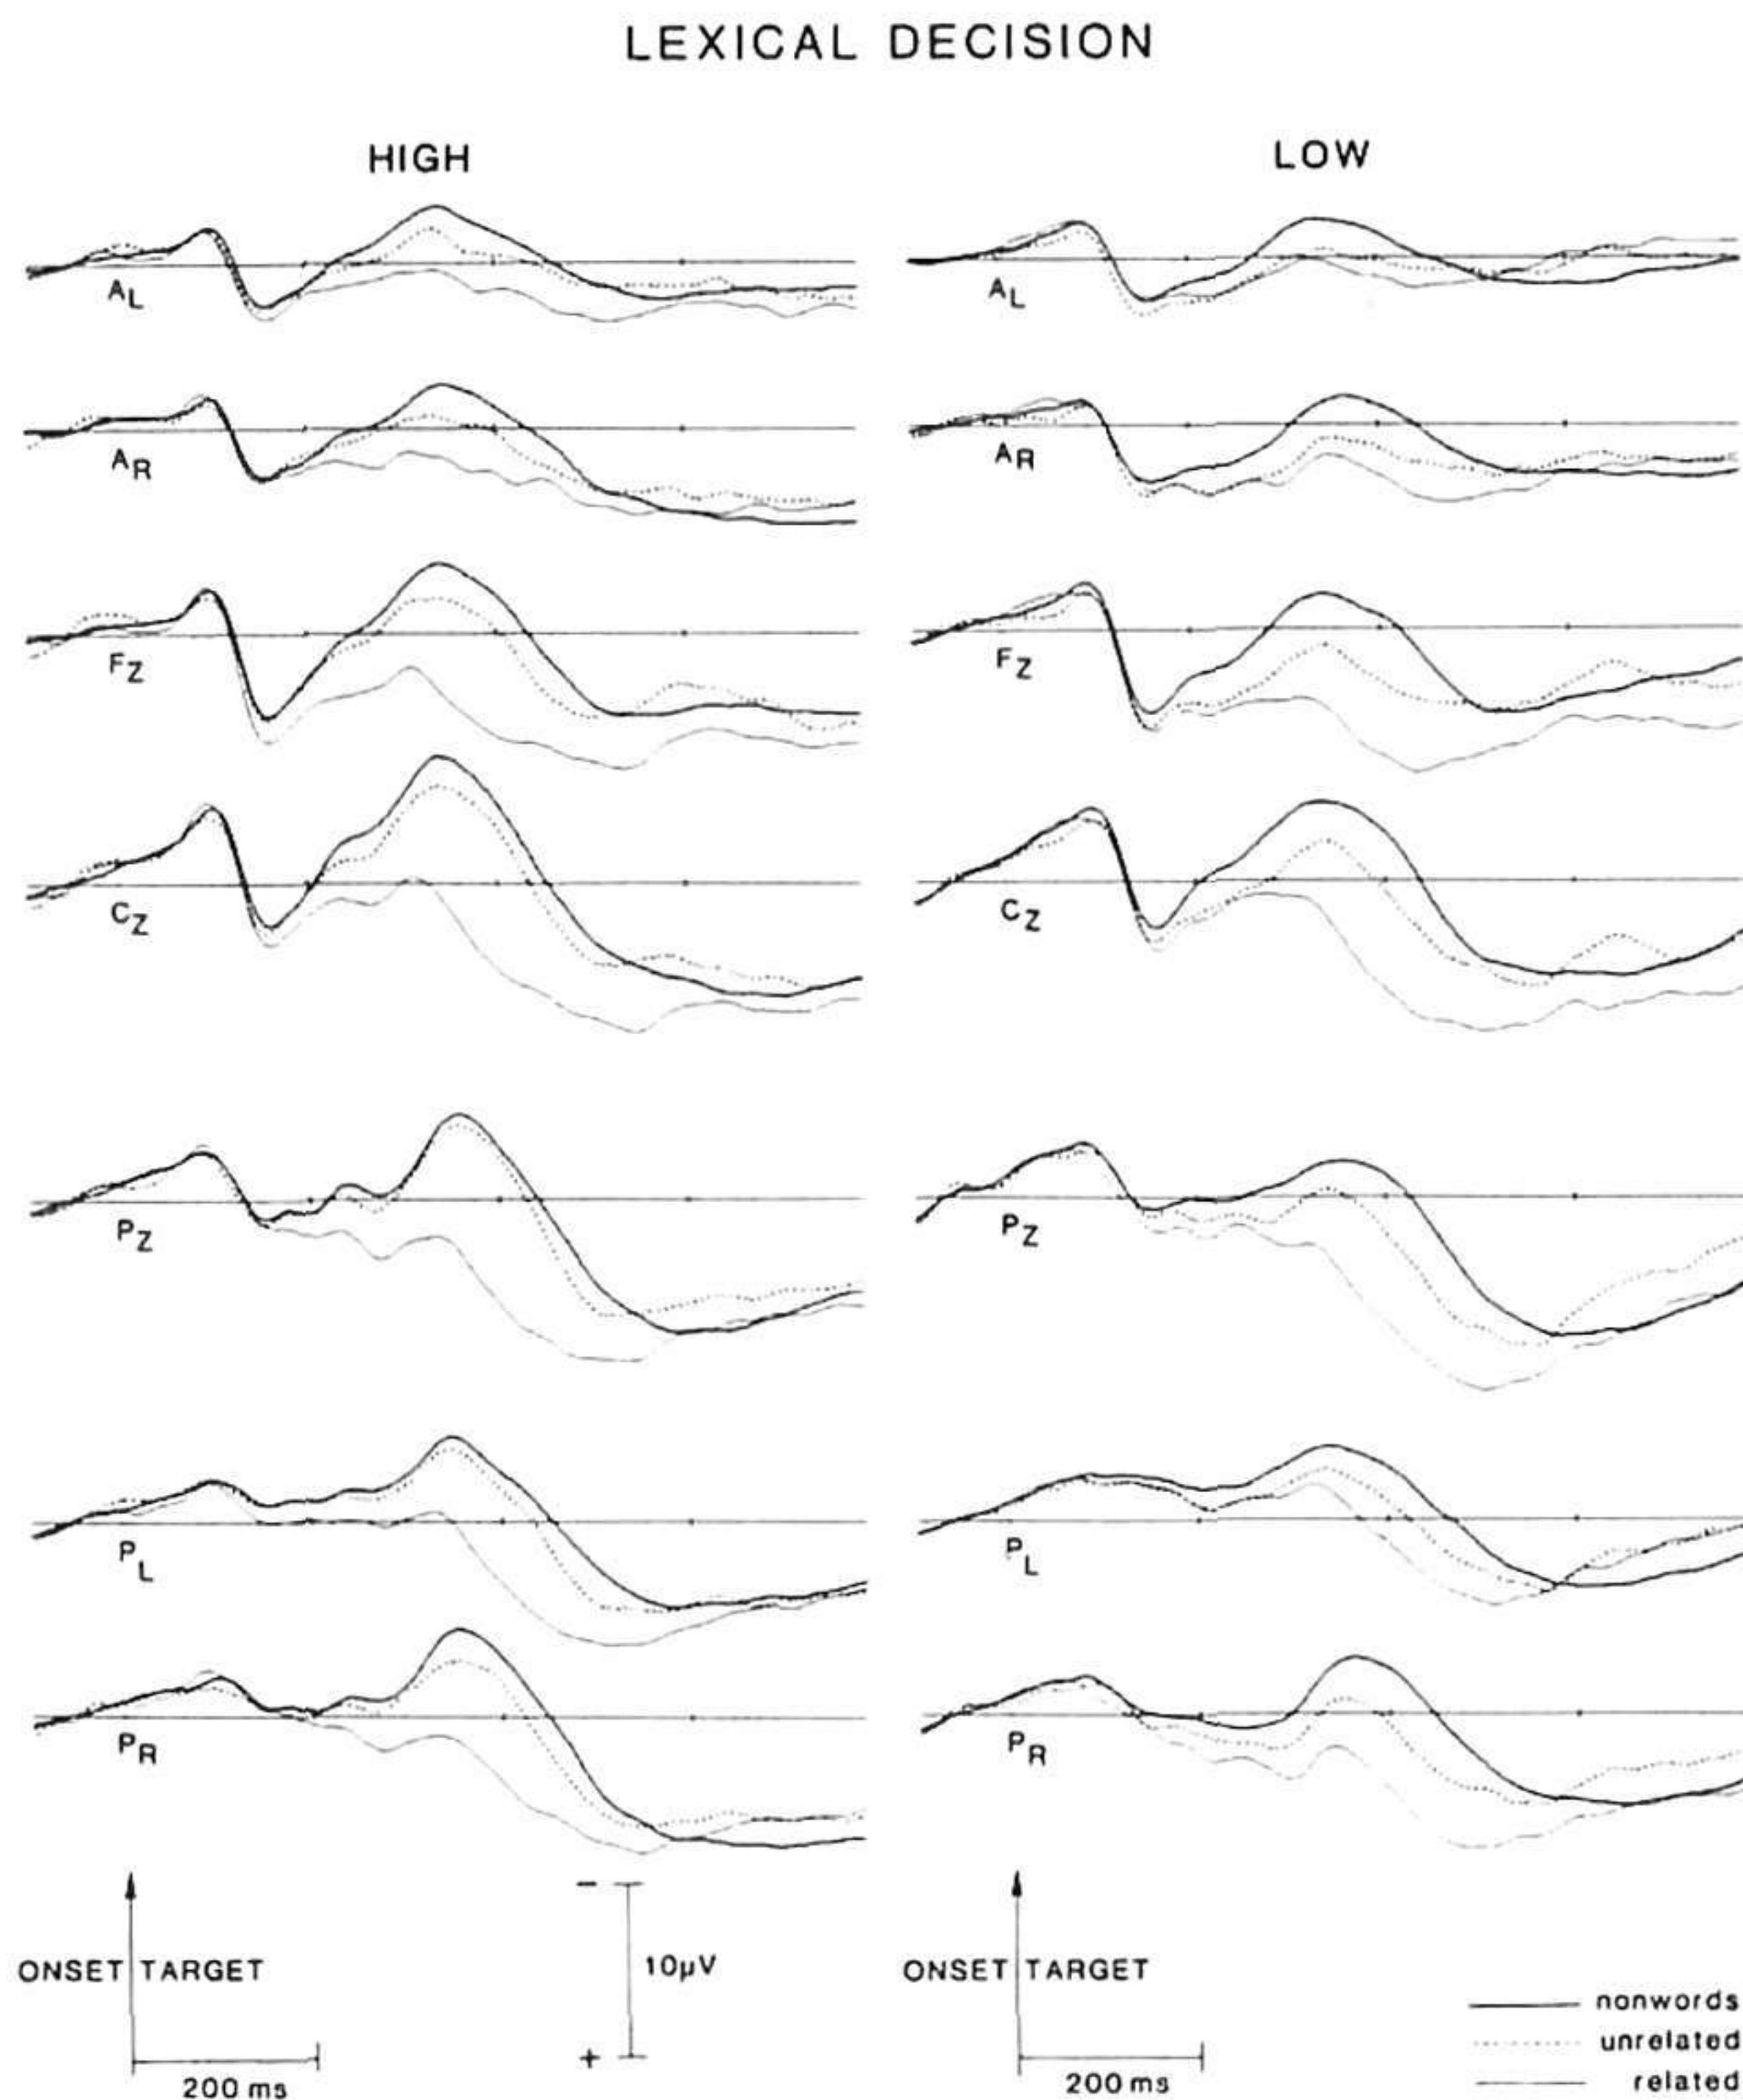 LEXICAL DECISION
HIGH LOW
AL AL
AR AR
FZ FZ
CZ CZ
PZ PZ
PL PL
PR PR
−
ONSET TARGET 10µV ONSET TARGET
nonwords
unrelated
+
200 ms 200 ms related